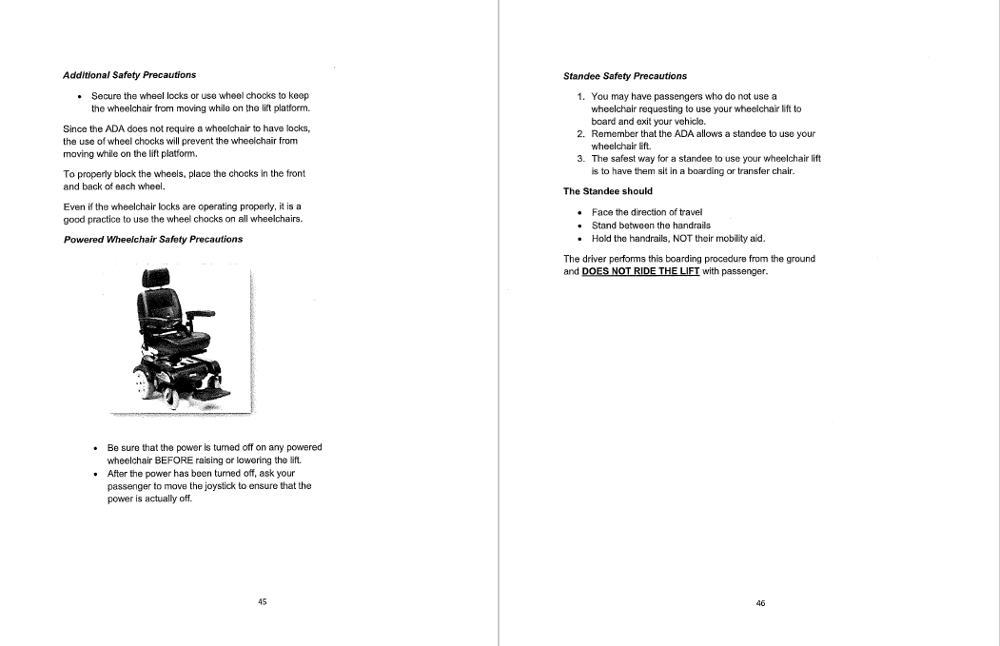 Additional Safety Precautions
• Secure the wheel locks or use wheel chocks to keep
the wheelchair from moving while on the lift platform.
Since the ADA does not require a wheelchair to have locks,
the use of wheel chocks will prevent the wheelchair from
moving while on the lift platform.
To properly block the wheels, place the chocks in the front
and back of each wheel.
Even if the wheelchair locks are operating properly, it is a
good practice to use the wheel chocks on all wheelchairs.
Powered Wheelchair Safety Precautions
• Be sure that the power is turned off on any powered
wheelchair BEFORE raising or lowering the lift.
• After the power has been turned off, ask your
passenger to move the joystick to ensure that the
power is actually off.
45
Standee Safety Precautions
1. You may have passengers who do not use a
wheelchair requesting to use your wheelchair lift to
board and exit your vehicle.
2. Remember that the ADA allows a standee to use your
wheelchair lift.
3. The safest way for a standee to use your wheelchair lift
is to have them sit in a boarding or transfer chair.
The Standee should
• Face the direction of travel
• Stand between the handrails
• Hold the handrails, NOT their mobility aid.
The driver performs this boarding procedure from the ground
and DOES NOT RIDE THE LIFT with passenger.
46